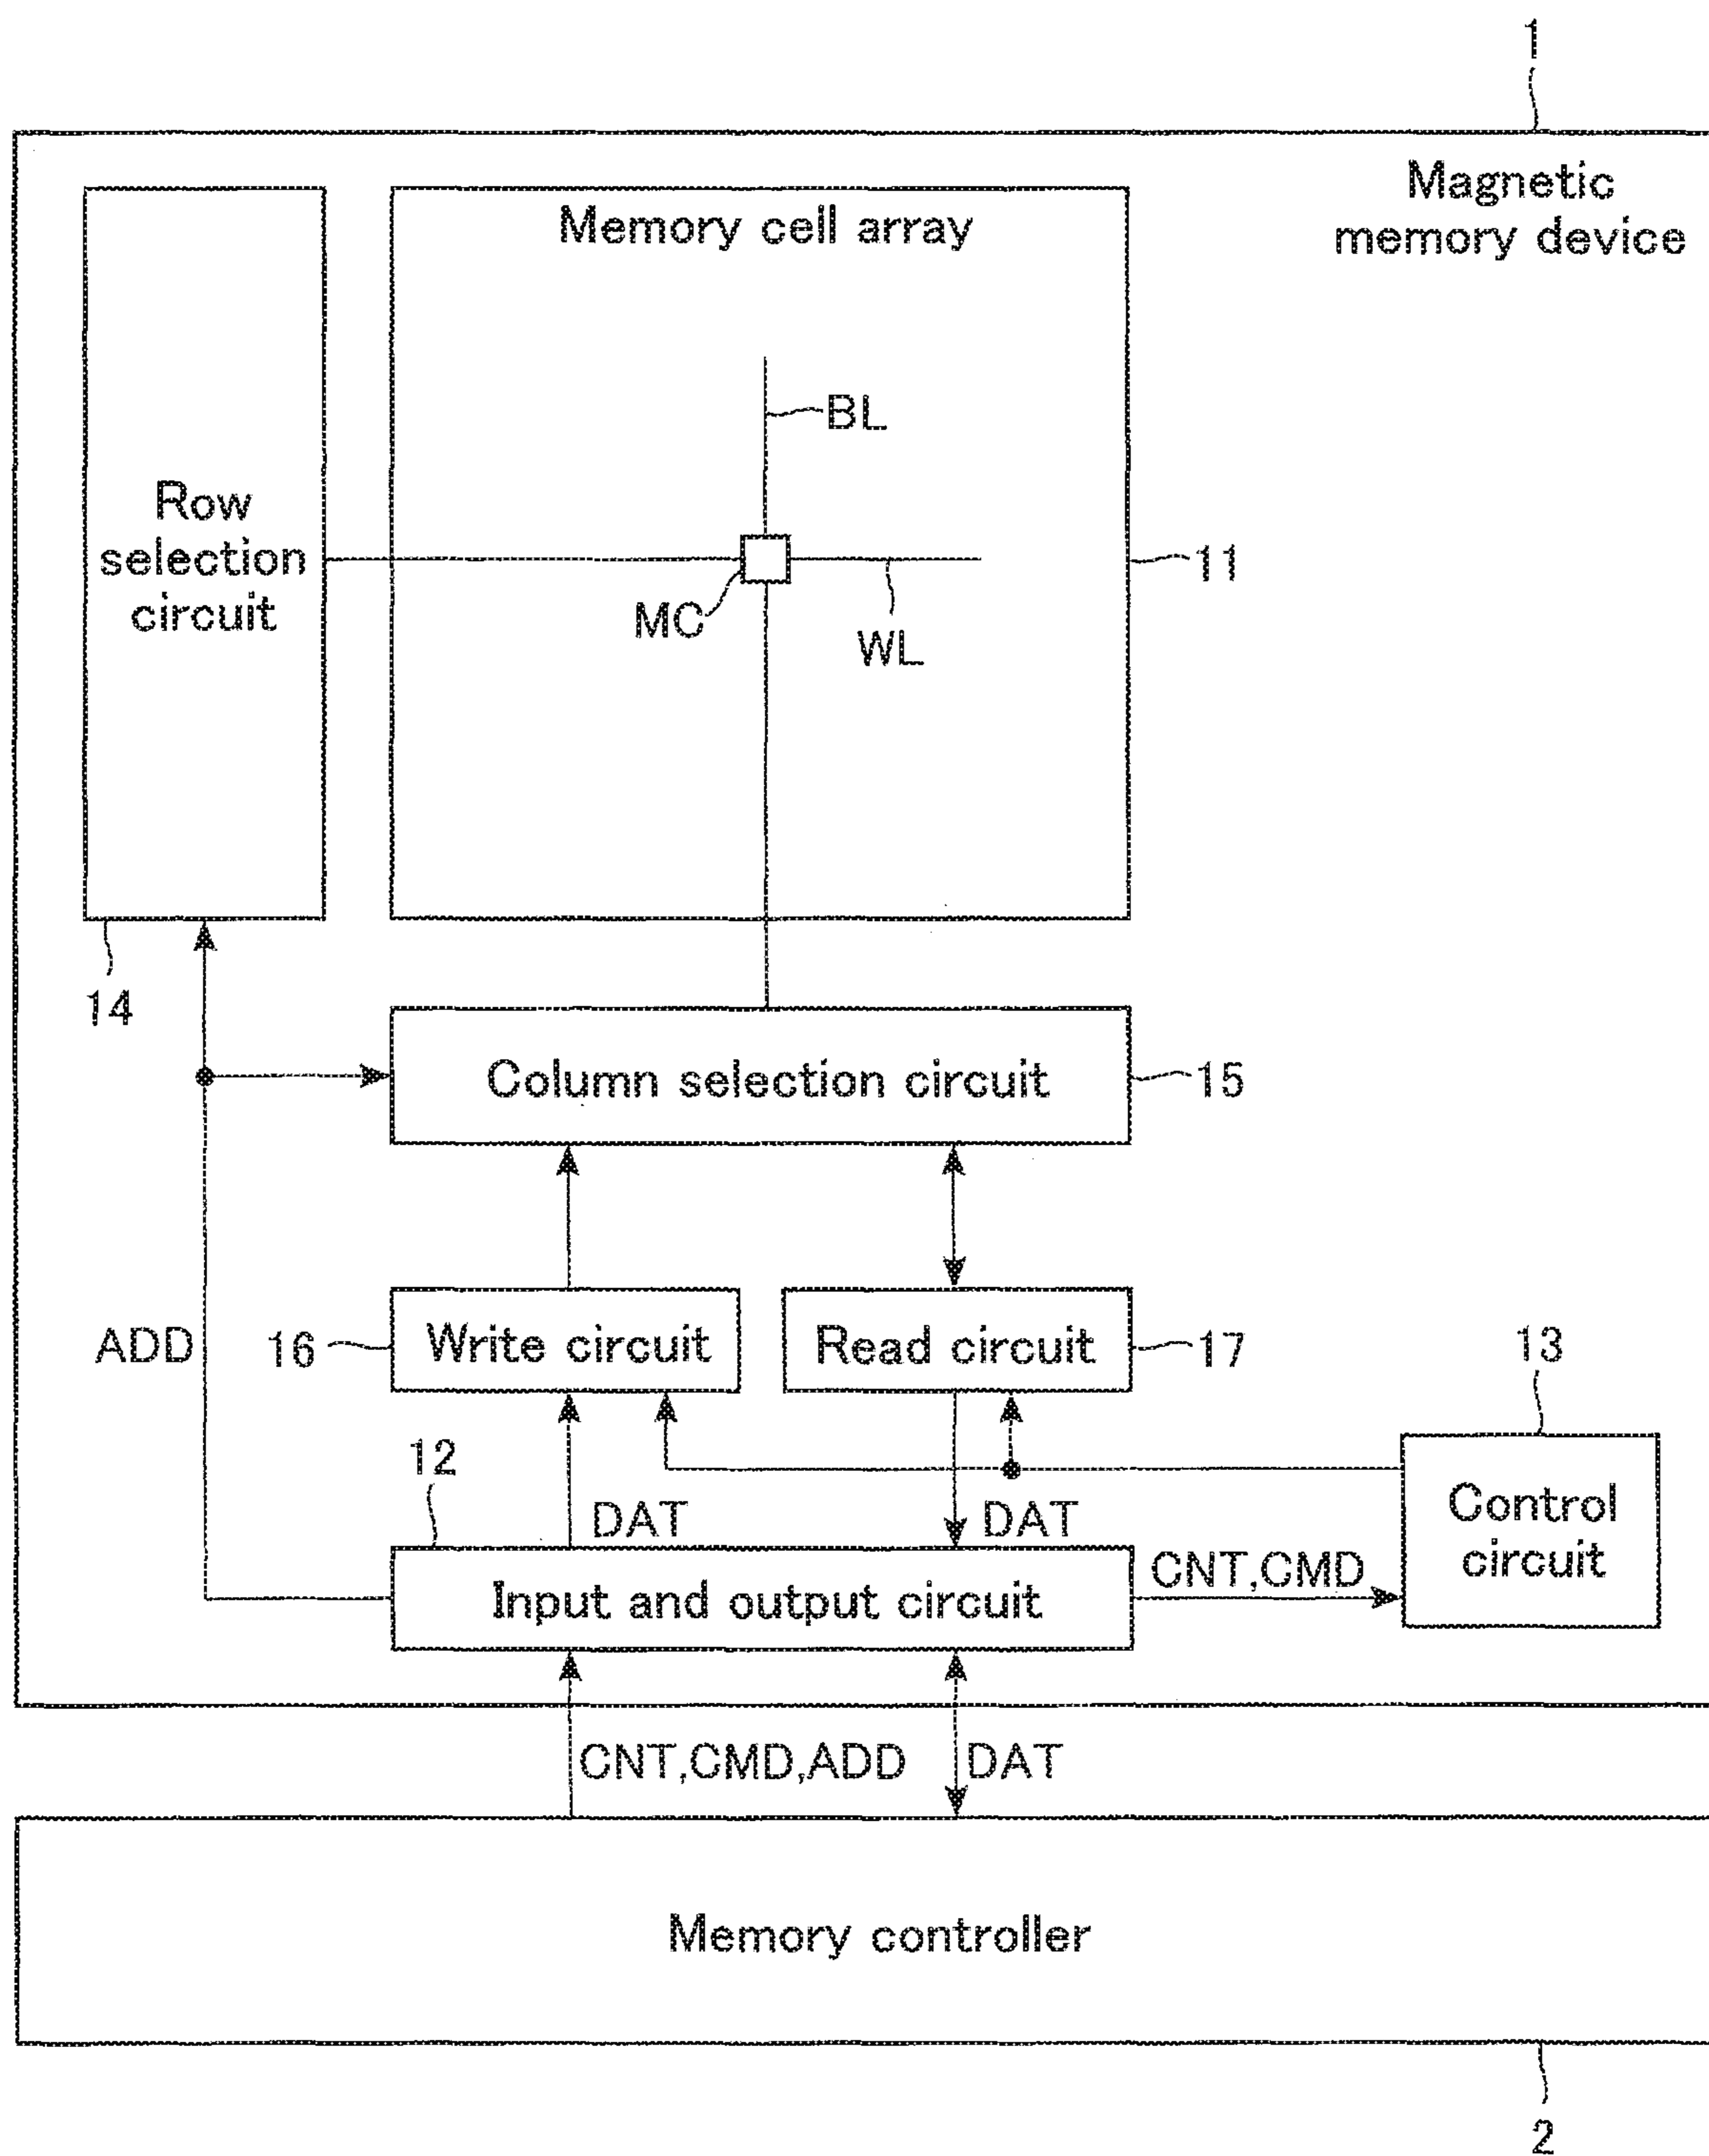 1
Magnetic
memory device
Memory cell array
BL
Row
selection
circuit
11
MC
WL
14
Column selection circuit
15
ADD
16
Write circuit
Read circuit
17
13
12
DAT
DAT
Control
circuit
CNT,CMD
Input and output circuit
CNT,CMD,ADD
DAT
Memory controller
2